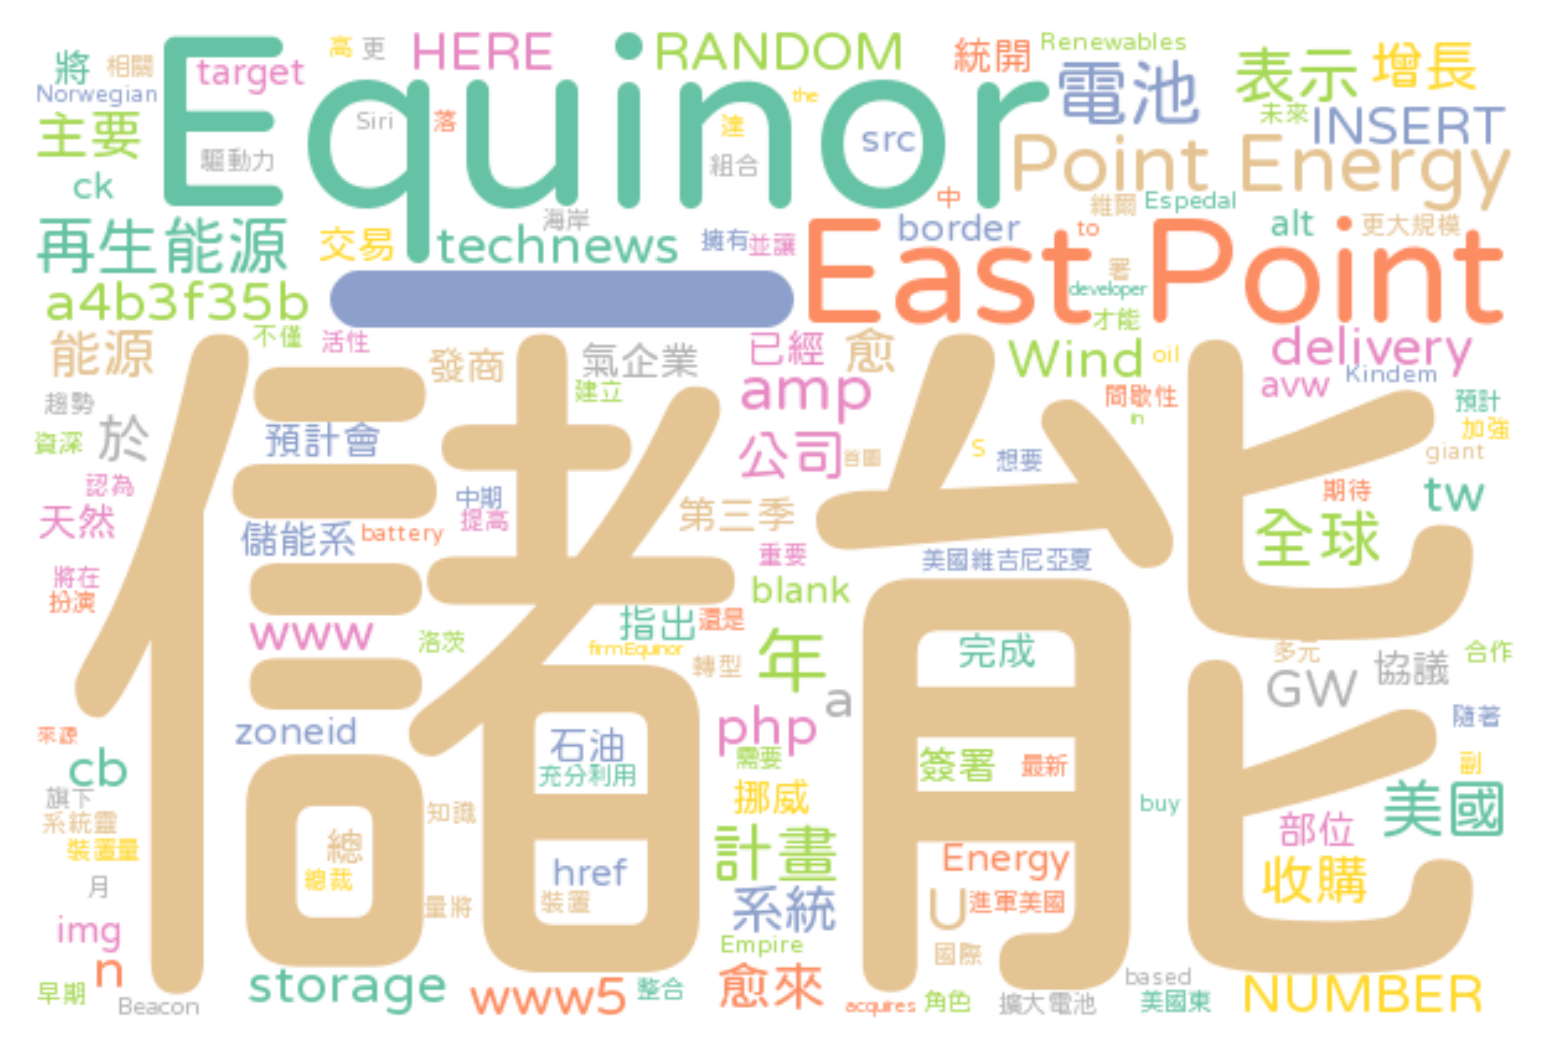 Equinor
儲能
East Point
Point Energy
HERE
RANDOM
統開
Renewables
表示
增長
將
相關
高
更
target
Norwegian
Siri
落
the
達
src
電池
未來
INSERT
主要
驅動力
組合
ck
中
維爾
Espedal
再生能源
交易
海岸
technews
擁有
並讓
border
to
alt
更大規模
署
developer
a4b3f35b
才能
能源
不僅
活性
發商
氣企業
建立
已經
愈
Wind
oil
delivery
avw
Kindem
amp
間歇性
in
趨勢
預計
資深
於
預計會
公司
首圖
S
想要
加強
giant
認為
中期
提高
第三季
期待
tw
天然
儲能系
battery
重要
美國維吉尼亞夏
全球
將在
扮演
blank
www
洛茨
指出
還是
firmEquinor
轉型
年
完成
多元
協議
合作
GW
a
來源
zoneid
石油
php
隨著
cb
充分利用
需要
簽署
最新
副
旗下
挪威
buy
美國
系統靈
知識
部位
裝置量
總
計畫
Energy
總裁
href
收購
月
量將
裝置
系統
U
進軍美國
img
Empire
國際
n
storage
www5
整合
愈來
based
早期
Beacon
acquires
角色
擴大電池
美國東
NUMBER